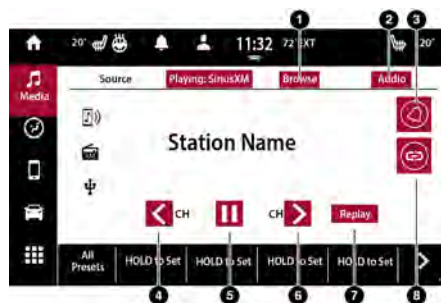 1 2 3
20° 11:32 72°EXT 20°
Media
Source Playing: SiriusXM Browse Audio
Station Name
CH CH Replay
All Presets HOLD to Set HOLD to Set HOLD to Set HOLD to Set
4 5 6 7 8